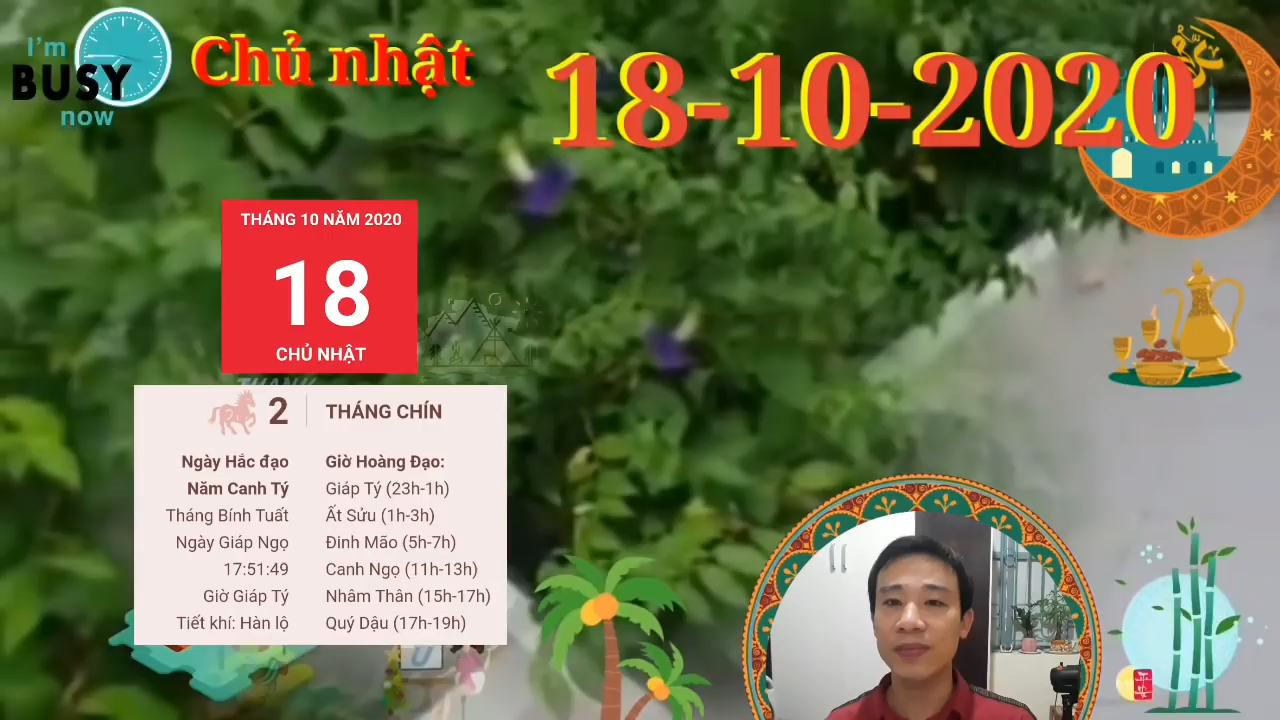 I'm
BUSY
now
Chủ nhật
18-10-2020
THÁNG 10 NĂM 2020
18
CHỦ NHẬT
THANK
2
THÁNG CHÍN
Ngày Hắc đạo
Năm Canh Tý
Tháng Bính Tuất
Ngày Giáp Ngọ
17:51:49
Giờ Giáp Tý
Tiết khí: Hàn lộ
Giờ Hoàng Đạo:
Giáp Tý (23h-1h)
Ất Sửu (1h-3h)
Đinh Mão (5h-7h)
Canh Ngọ (11h-13h)
Nhâm Thân (15h-17h)
Quý Dậu (17h-19h)
U